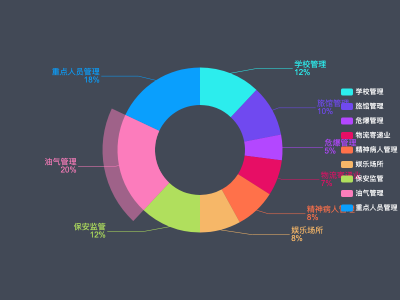 重点人员管理
18%
学校管理
12%
旅馆管理
10%
危爆管理
5%
7%
精神病人管理
8%
娱乐场所
8%
保安监管
12%
油气管理
20%
学校管理
旅馆管理
危爆管理
物流寄递业
精神病人管理
娱乐场所
保安监管
油气管理
重点人员管理